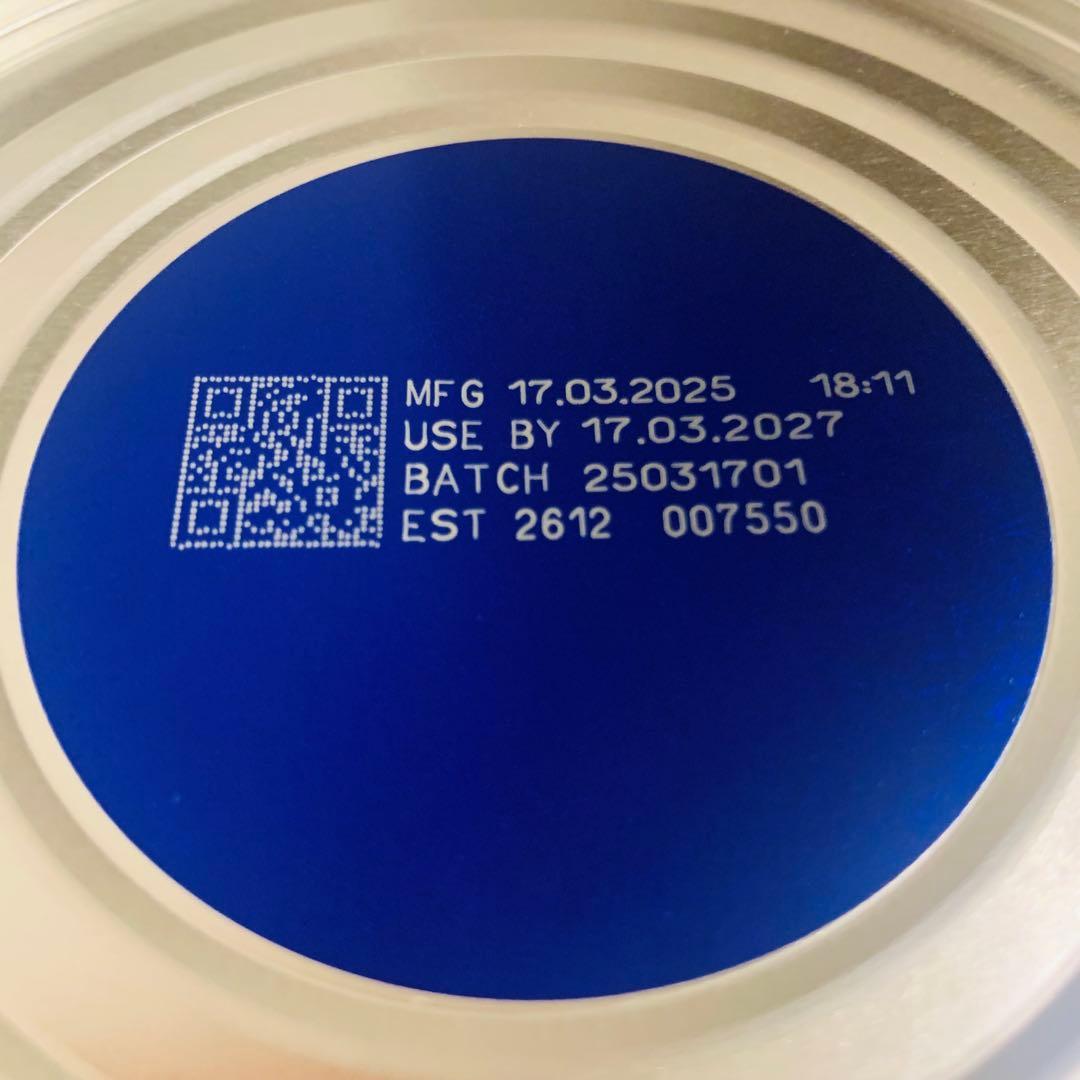 MFG 17.03.2025 18:11
USE BY 17.03.2027
BATCH 25031701
EST 2612 007550